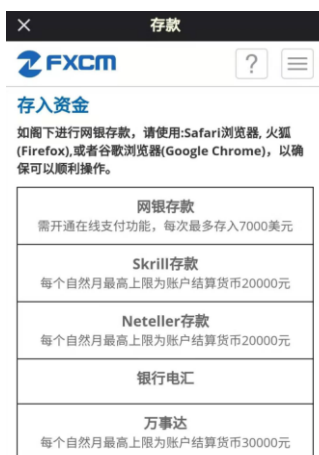 存款
FXCM
?
存入资金
如阁下进行网银存款，请使用:Safari浏览器, 火狐
(Firefox),或者谷歌浏览器(Google Chrome)，以确
保可以顺利操作。
网银存款
需开通在线支付功能，每次最多存入7000美元
Skrill存款
每个自然月最高上限为账户结算货币20000元
Neteller存款
每个自然月最高上限为账户结算货币20000元
银行电汇
万事达
每个自然月最高上限为账户结算货币30000元